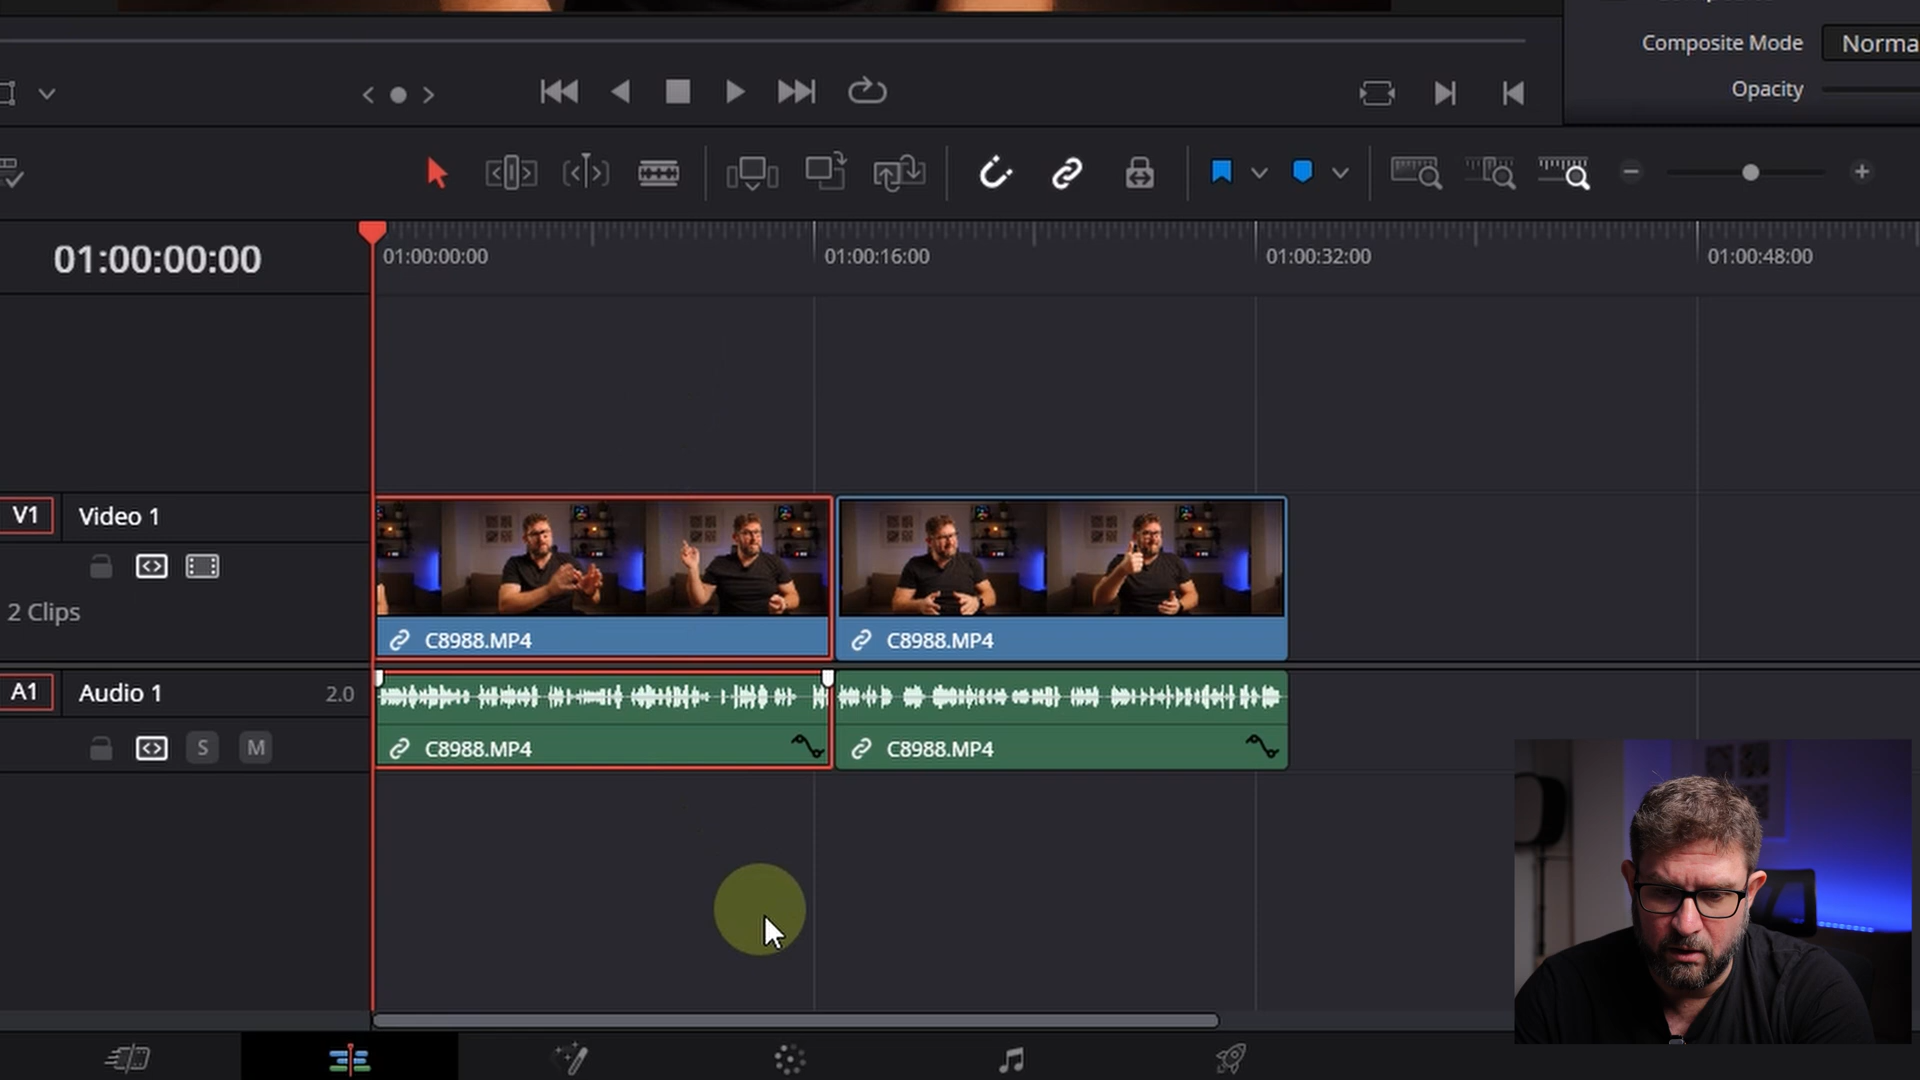 Composite Mode
Norma
Opacity
01:00:00:00
01:00:00:00
01:00:16:00
01:00:32:00
01:00:48:00
V1
Video 1
2 Clips
C8988.MP4
C8988.MP4
A1
Audio 1
2.0
S
M
C8988.MP4
C8988.MP4